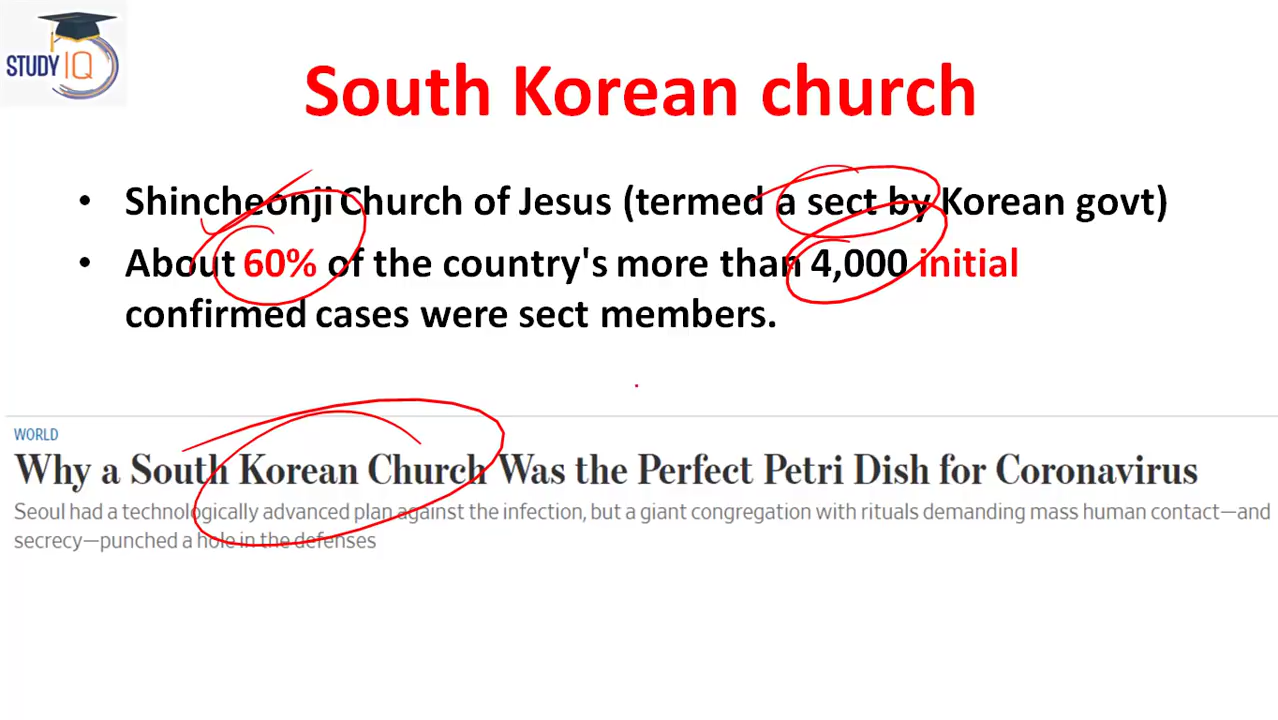 STUDY IQ
South Korean church
• Shincheonji Church of Jesus (termed a sect by Korean govt)
• About 60% of the country's more than 4,000 initial
confirmed cases were sect members.
WORLD
Why a South Korean Church Was the Perfect Petri Dish for Coronavirus
Seoul had a technologically advanced plan against the infection, but a giant congregation with rituals demanding mass human contact—and
secrecy—punched a hole in the defenses